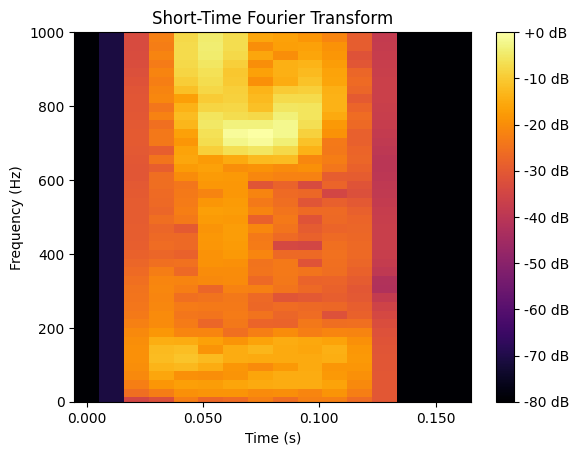 Short-Time Fourier Transform
1000
800
600
400
200
0
Frequency (Hz)
0.000
0.050
0.100
0.150
Time (s)
+0 dB
-10 dB
-20 dB
-30 dB
-40 dB
-50 dB
-60 dB
-70 dB
-80 dB